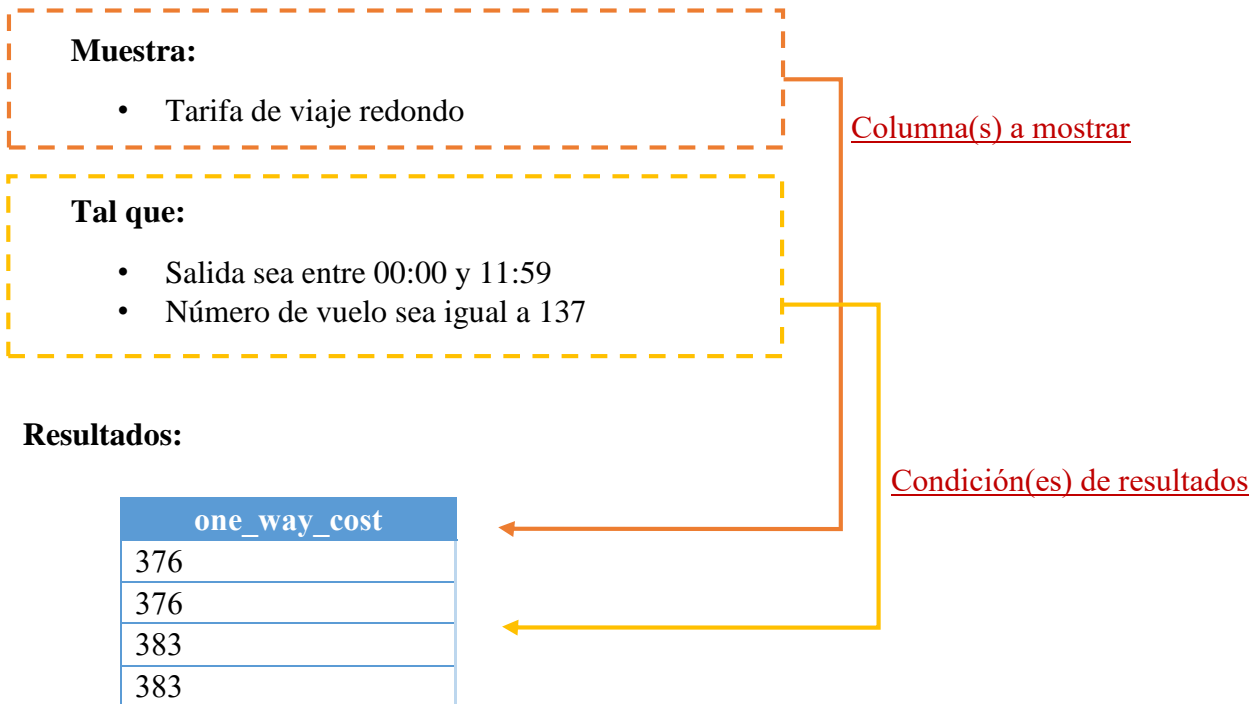 Muestra:
• Tarifa de viaje redondo
Columna(s) a mostrar
Tal que:
• Salida sea entre 00:00 y 11:59
• Número de vuelo sea igual a 137
Resultados:
Condición(es) de resultados
one_way_cost
376
376
383
383